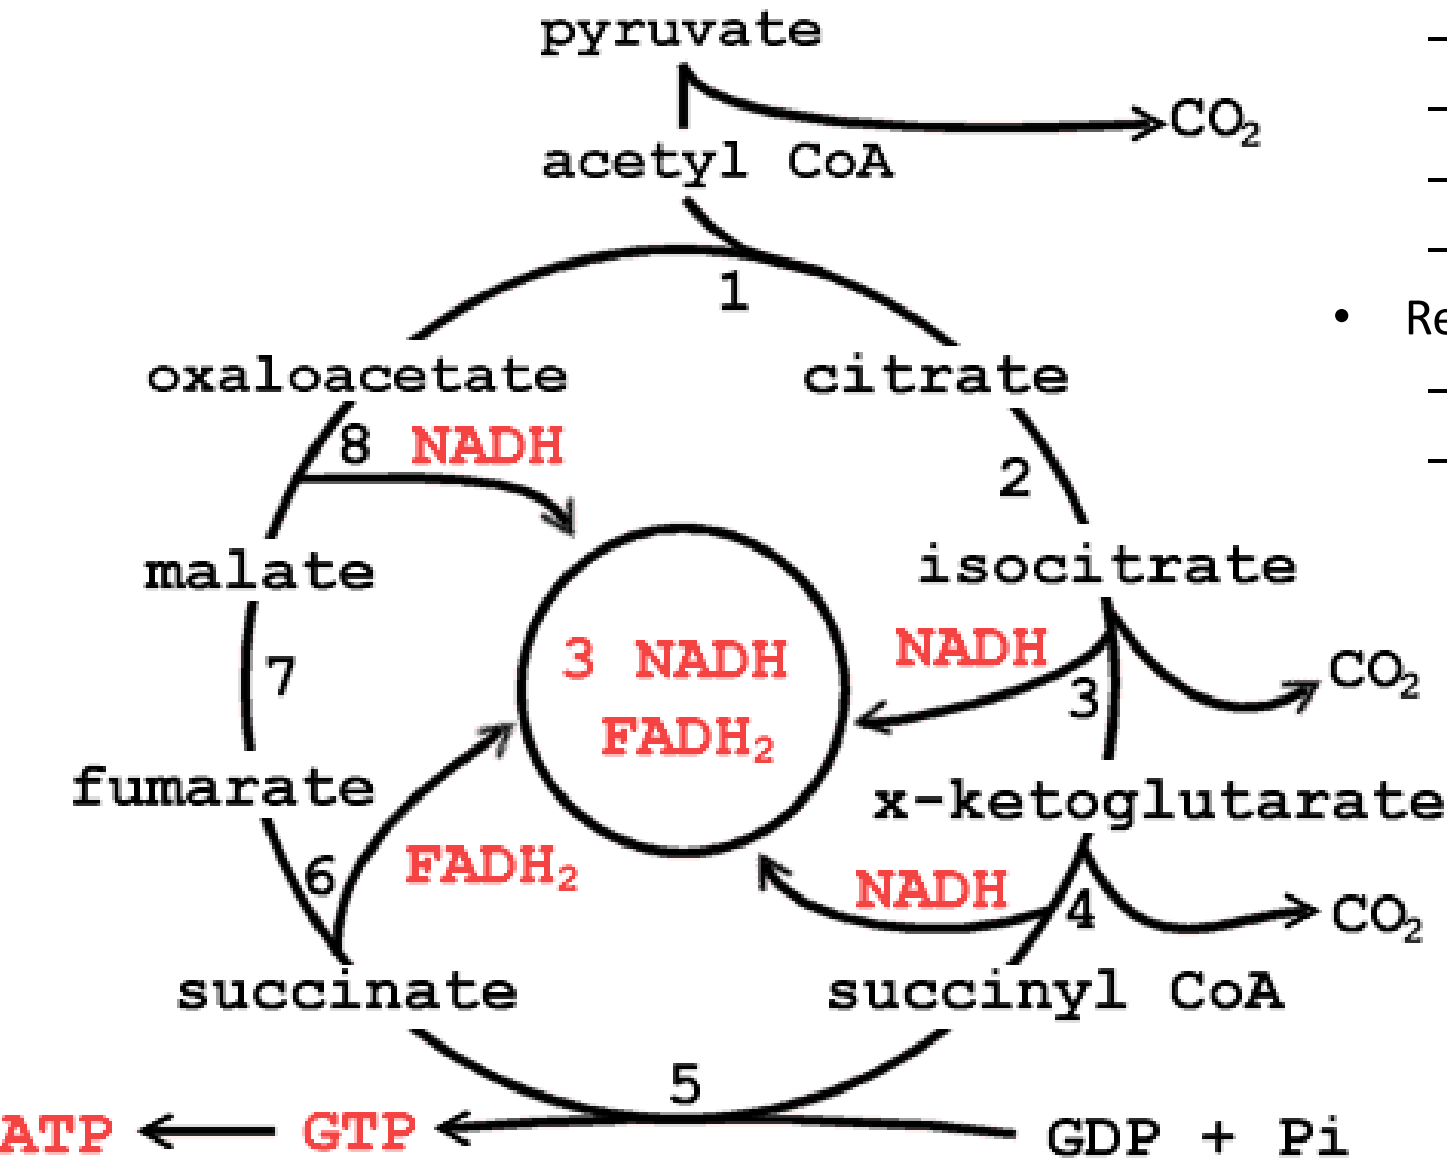 pyruvate
CO₂
acetyl CoA
1
• Re
oxaloacetate
citrate
8 NADH
2
malate
isocitrate
NADH
3 NADH
FADH₂
7
3
CO₂
fumarate
x-ketoglutarate
6
FADH₂
NADH
4
CO₂
succinate
succinyl CoA
5
ATP
GTP
GDP + Pi